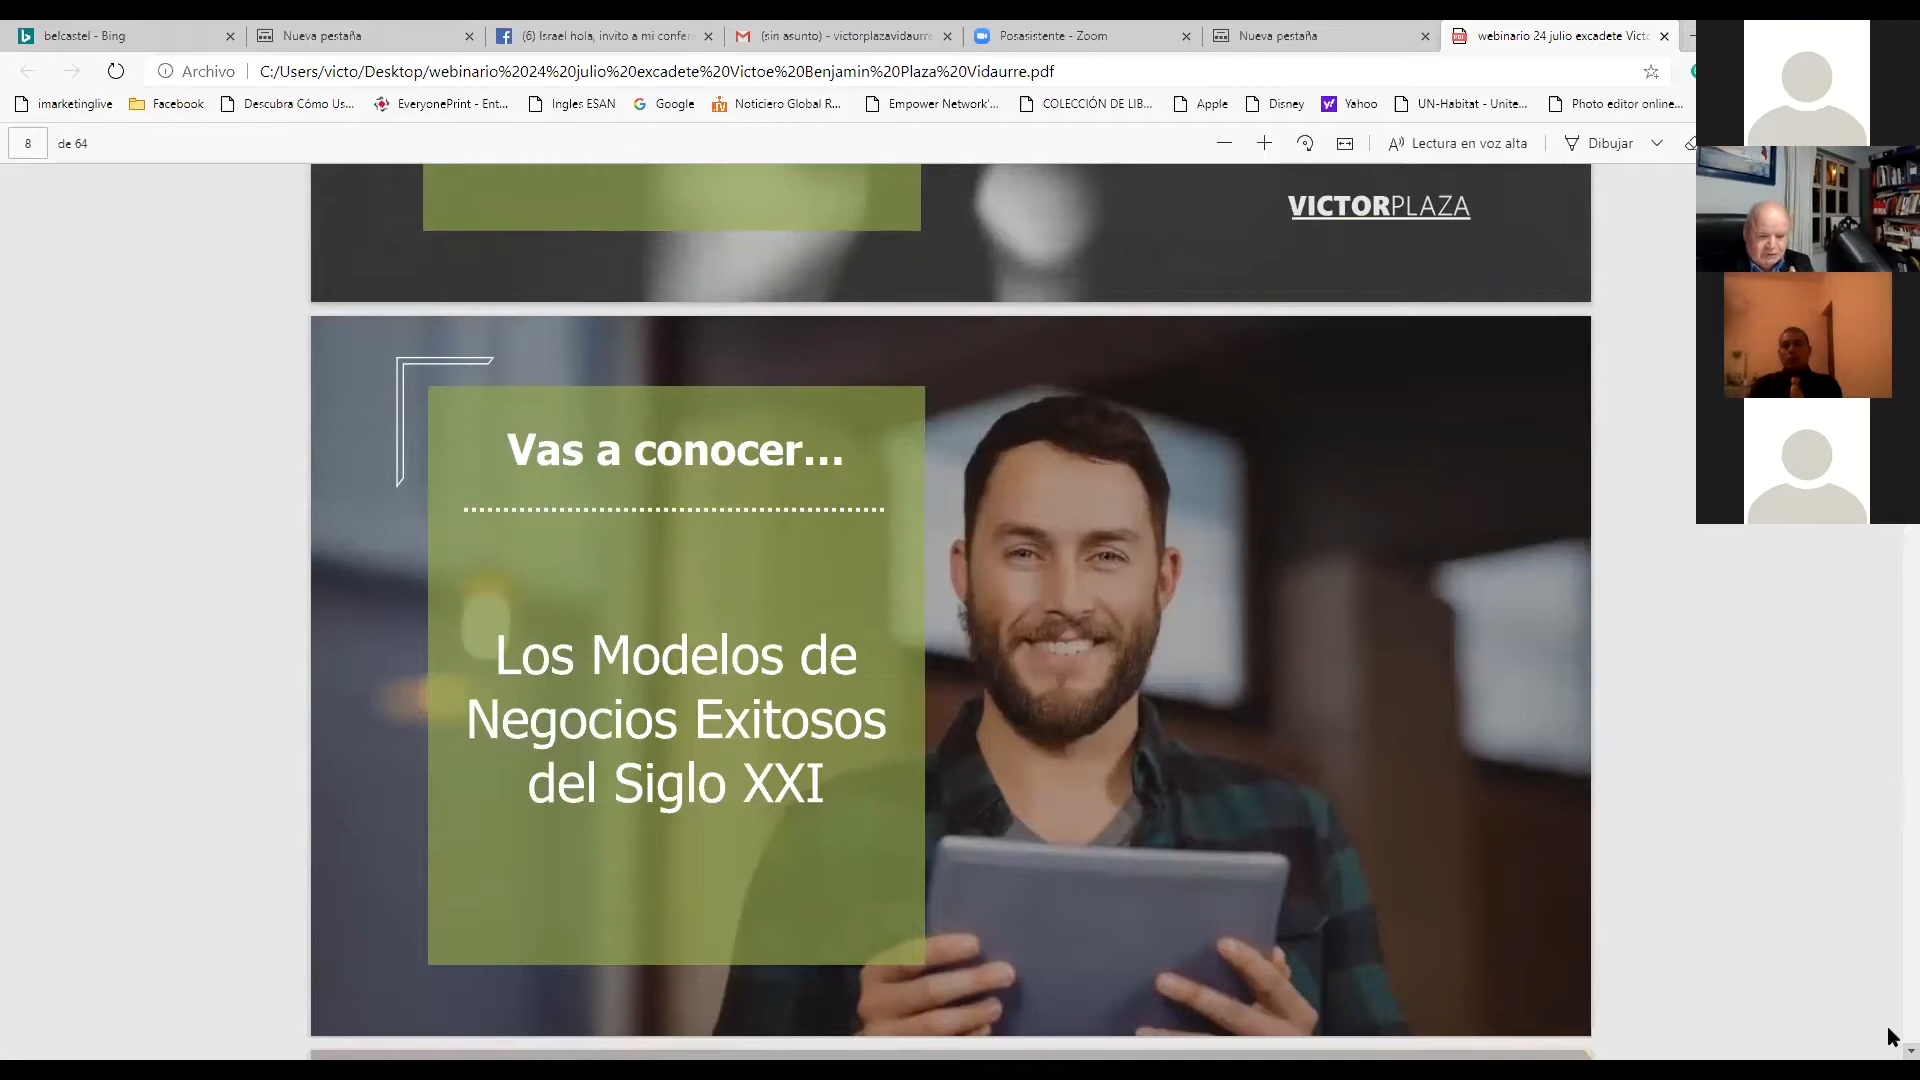 belcastel - Bing
Nueva pestaña
(6) Israel hola, invito a mi confer
(sin asunto) - victorplazavidaurre
Posasistente - Zoom
Nueva pestaña
webinario 24 julio excadete Victo
Archivo
C:/Users/victo/Desktop/webinario%2024%20julio%20excadete%20Victoe%20Benjamin%20Plaza%20Vidaurre.pdf
imarketinglive
Facebook
Descubra Cómo Us...
EveryonePrint - Ent...
Ingles ESAN
Google
Noticiero Global R...
Empower Network'...
COLECCIÓN DE LIB...
Apple
Disney
Yahoo
UN-Habitat - Unite...
Photo editor online...
8 de 64
Lectura en voz alta
Dibujar
VICTORPLAZA
Vas a conocer...
Los Modelos de
Negocios Exitosos
del Siglo XXI